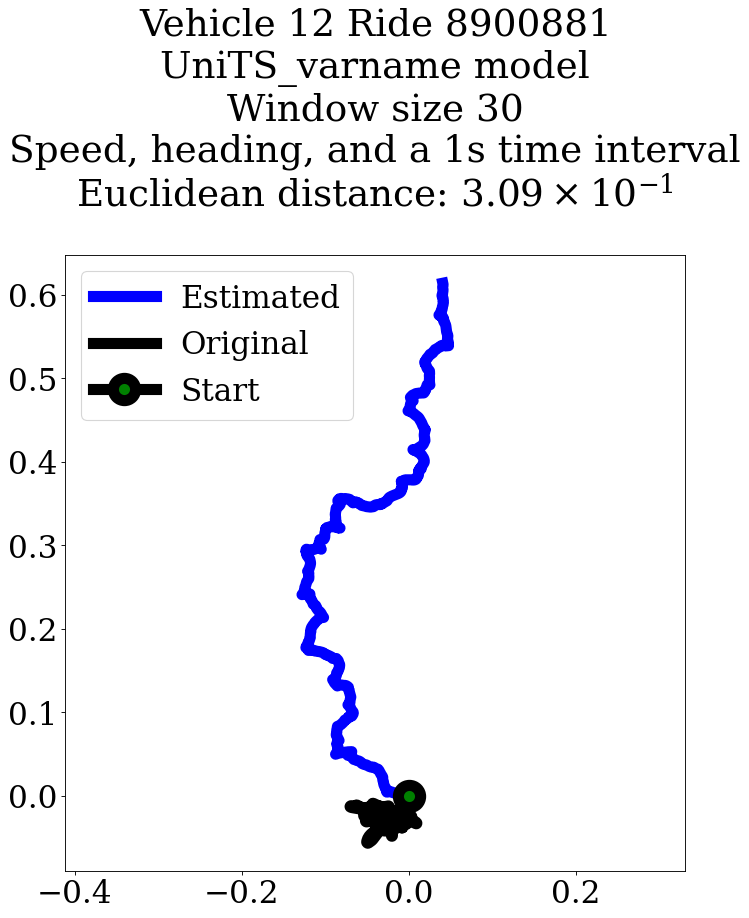 Vehicle 12 Ride 8900881
UniTS_varname model
Window size 30
Speed, heading, and a 1s time interval
Euclidean distance: 3.09 × 10⁻¹
Estimated
Original
Start
0.6
0.5
0.4
0.3
0.2
0.1
0.0
−0.4
−0.2
0.0
0.2